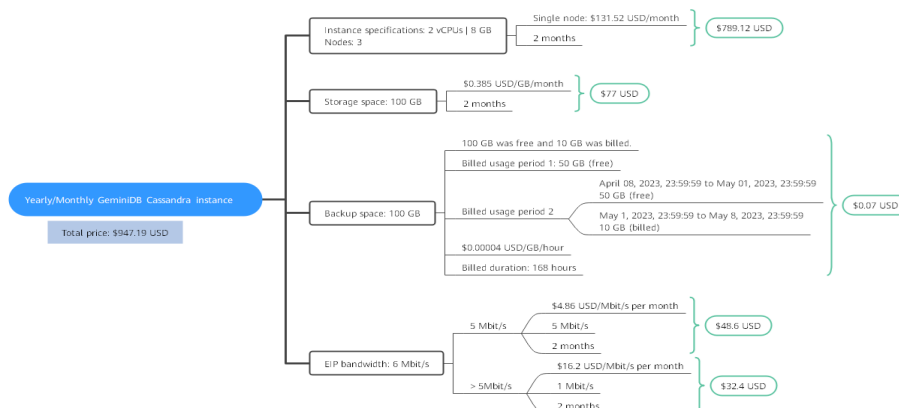 Yearly/Monthly GeminiDB Cassandra instance
Total price: $947.19 USD
Instance specifications: 2 vCPUs | 8 GB
Nodes: 3
Single node: $131.52 USD/month
2 months
$789.12 USD
Storage space: 100 GB
$0.385 USD/GB/month
2 months
$77 USD
Backup space: 100 GB
100 GB was free and 10 GB was billed.
Billed usage period 1: 50 GB (free)
Billed usage period 2
April 08, 2023, 23:59:59 to May 01, 2023, 23:59:59
50 GB (free)
May 1, 2023, 23:59:59 to May 8, 2023, 23:59:59
10 GB (billed)
$0.00004 USD/GB/hour
Billed duration: 168 hours
$0.07 USD
EIP bandwidth: 6 Mbit/s
5 Mbit/s
$4.86 USD/Mbit/s per month
5 Mbit/s
2 months
$48.6 USD
> 5Mbit/s
$16.2 USD/Mbit/s per month
1 Mbit/s
2 months
$32.4 USD